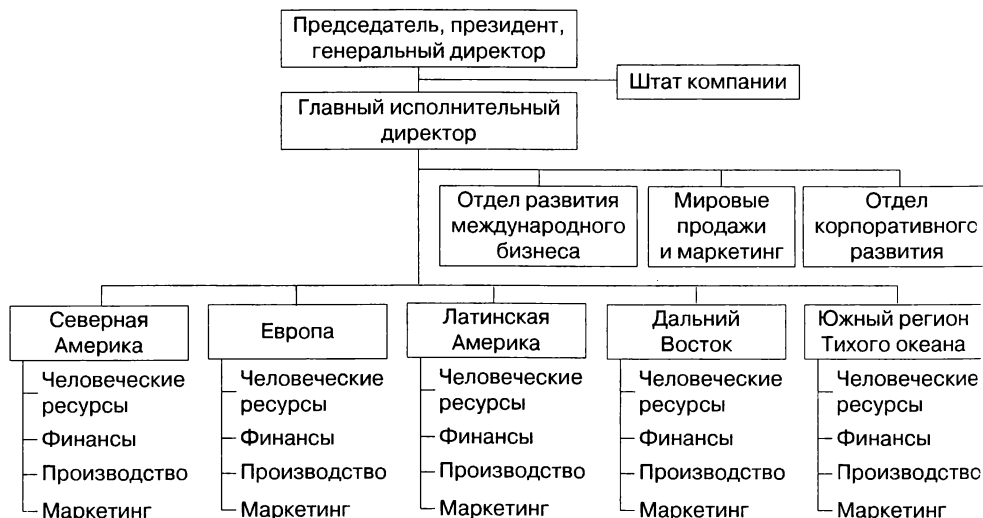 Председатель, президент,
генеральный директор
Штат компании
Главный исполнительный
директор
Отдел развития
международного
бизнеса
Мировые
продажи
и маркетинг
Отдел
корпоративного
развития
Северная
Америка
Европа
Латинская
Америка
Дальний
Восток
Южный регион
Тихого океана
Человеческие
ресурсы
Финансы
Производство
Маркетинг
Человеческие
ресурсы
Финансы
Производство
Маркетинг
Человеческие
ресурсы
Финансы
Производство
Маркетинг
Человеческие
ресурсы
Финансы
Производство
Маркетинг
Человеческие
ресурсы
Финансы
Производство
Маркетинг